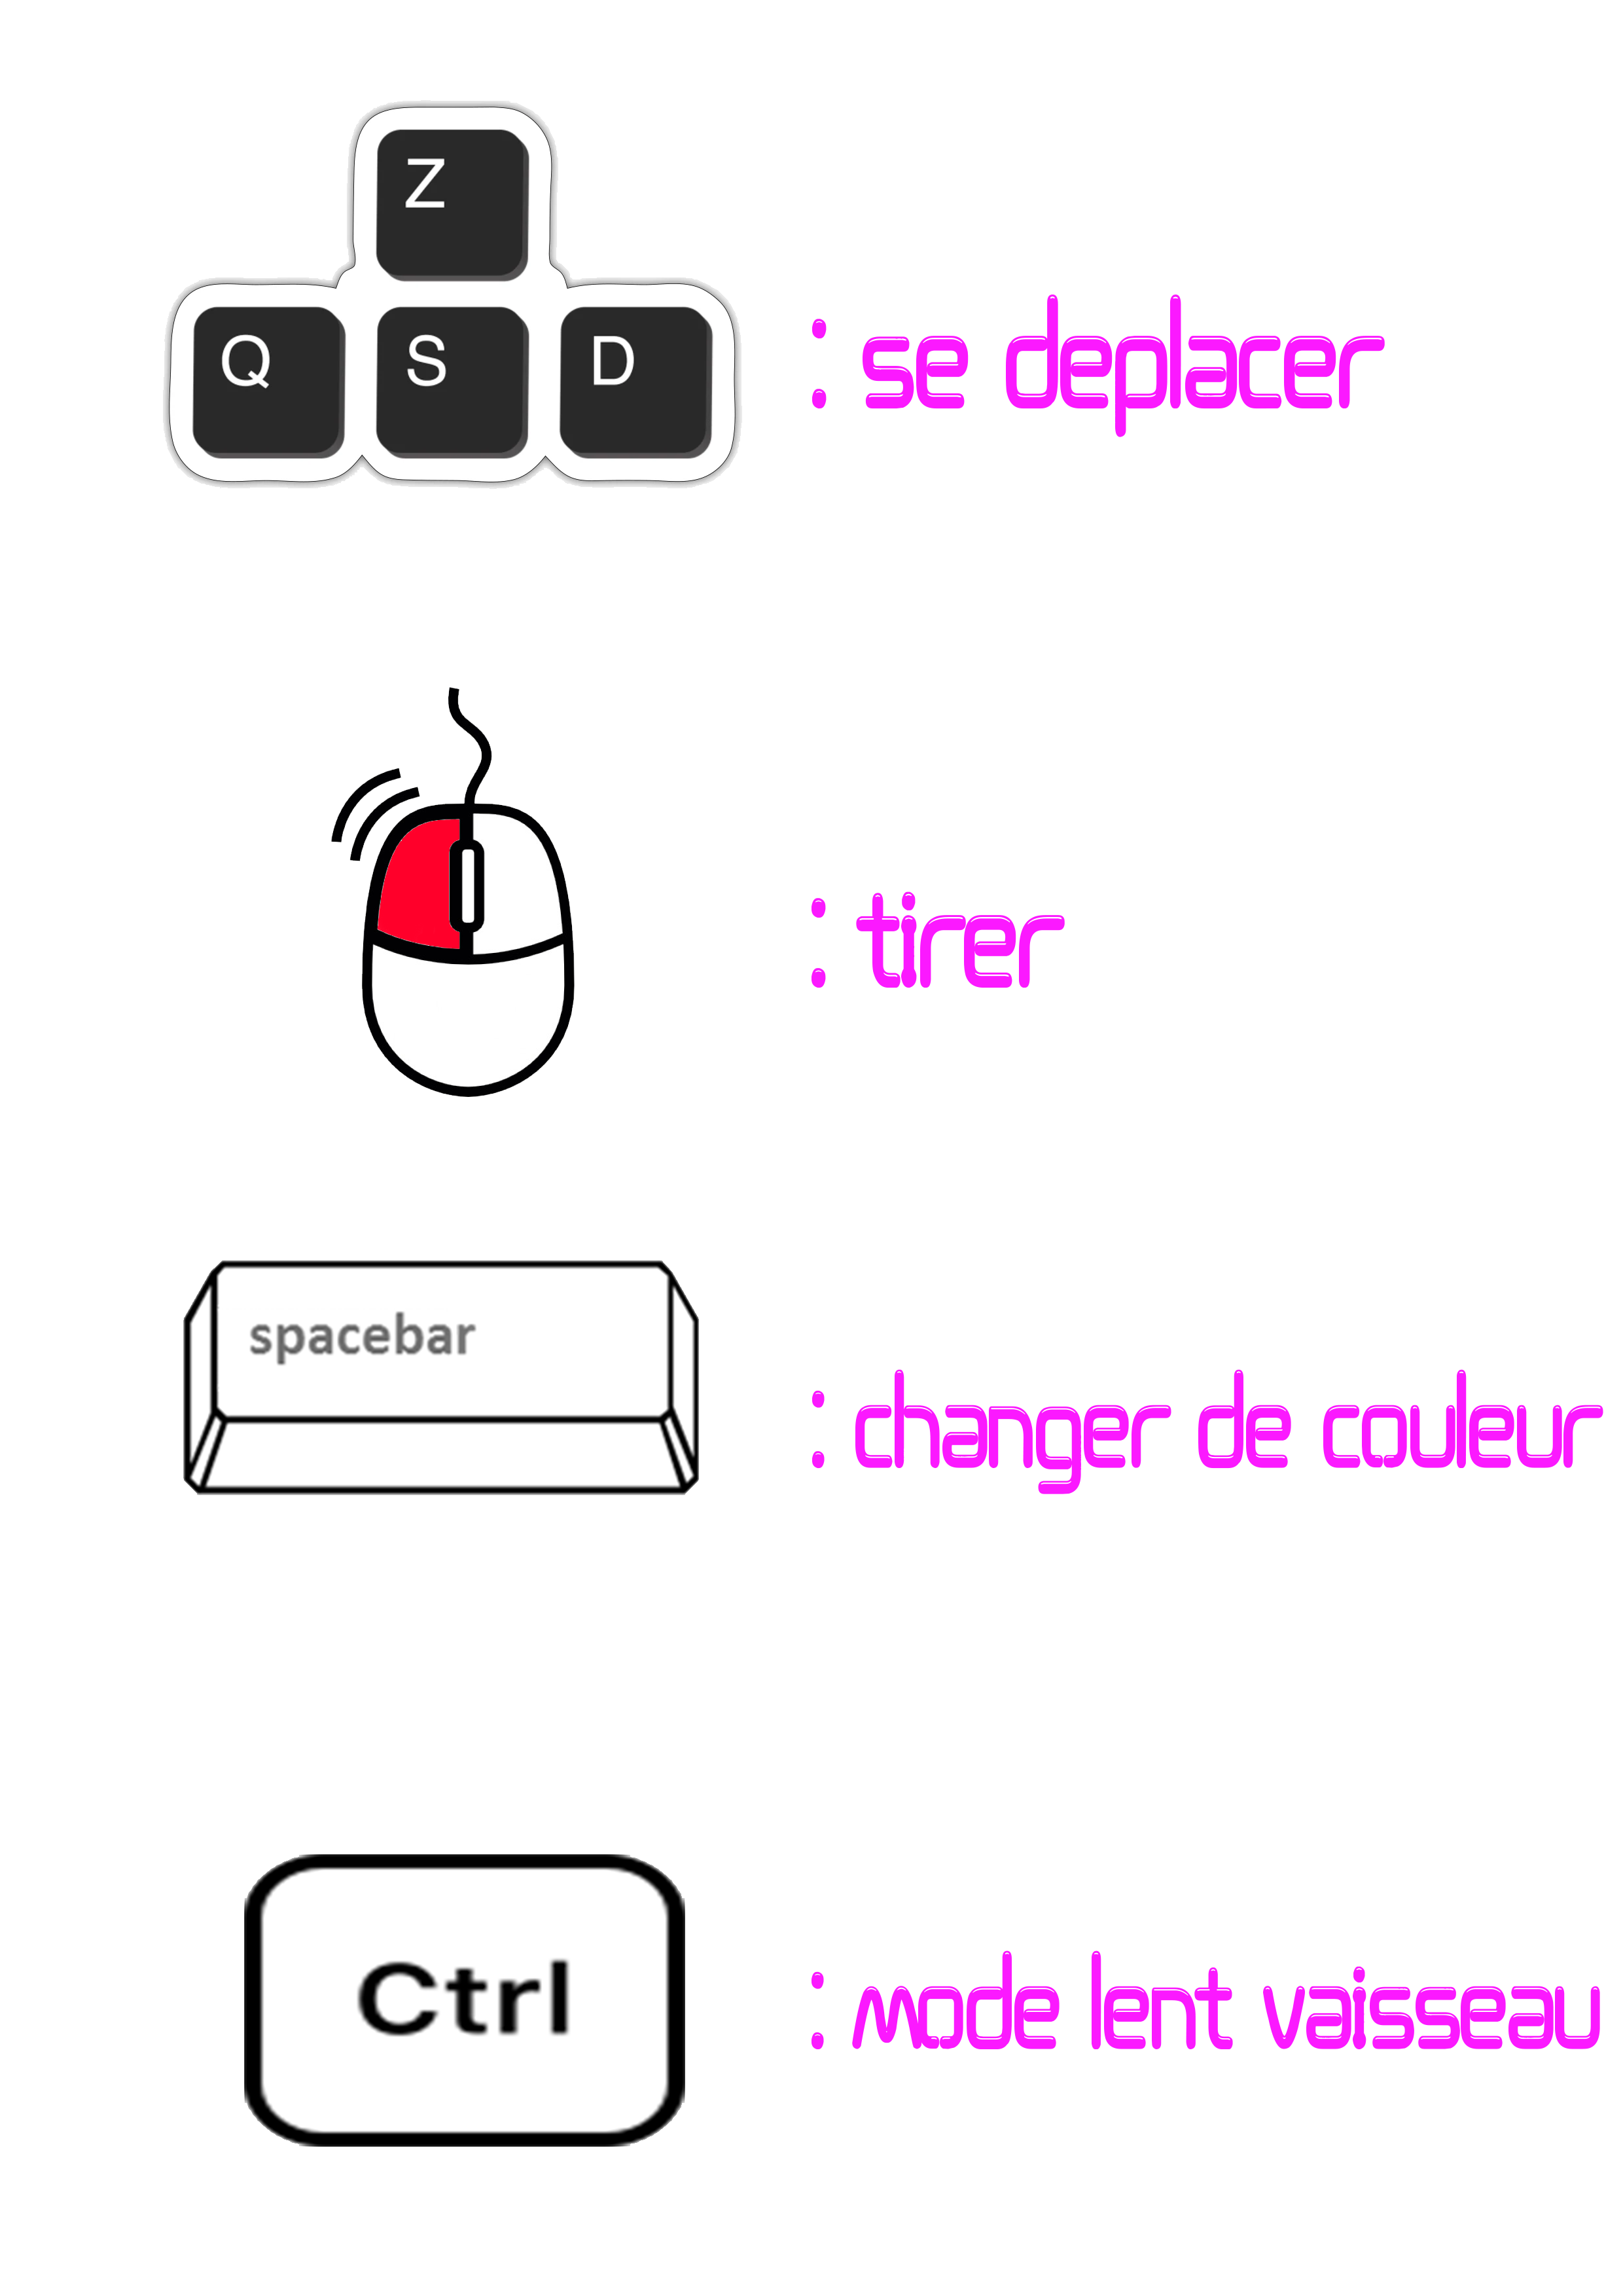 Z
Q S D
: se deplacer
: tirer
spacebar
: changer de couleur
Ctrl
: mode lent vaisseau